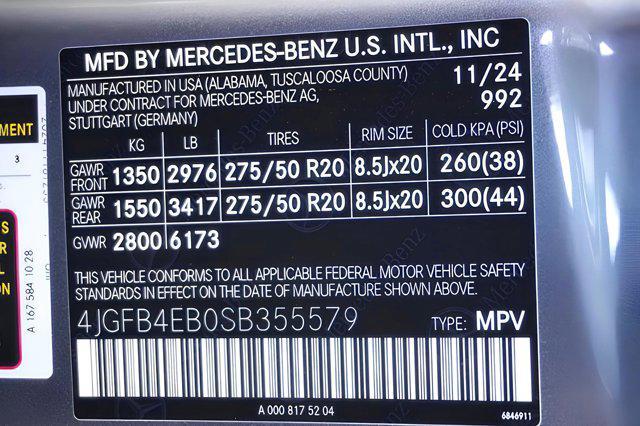 MFD BY MERCEDES-BENZ U.S. INTL., INC
MANUFACTURED IN USA (ALABAMA, TUSCALOOSA COUNTY) 11/24
UNDER CONTRACT FOR MERCEDES-BENZ AG, 992
STUTTGART (GERMANY)
KG LB TIRES RIM SIZE COLD KPA (PSI)
GAWR FRONT 1350 2976 275/50 R20 8.5Jx20 260(38)
GAWR REAR 1550 3417 275/50 R20 8.5Jx20 300(44)
GVWR 2800 6173
THIS VEHICLE CONFORMS TO ALL APPLICABLE FEDERAL MOTOR VEHICLE SAFETY
STANDARDS IN EFFECT ON THE DATE OF MANUFACTURE SHOWN ABOVE.
4JGFB4EB0SB355579 TYPE: MPV
A 000 817 52 04 6846911
MENT
3
A 167 584 10 28